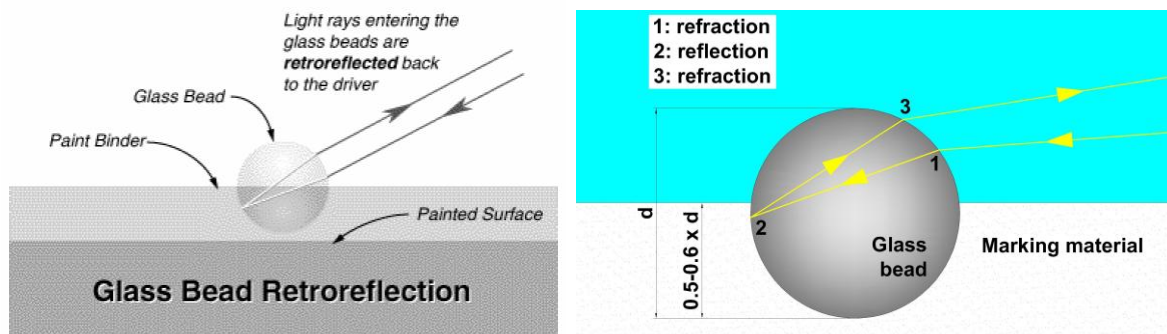 Light rays entering the
glass beads are
retroreflected back
to the driver
Glass Bead
Paint Binder
Painted Surface
Glass Bead Retroreflection
1: refraction
2: reflection
3: refraction
3
1
2
d
0.5-0.6 x d
Glass
bead
Marking material